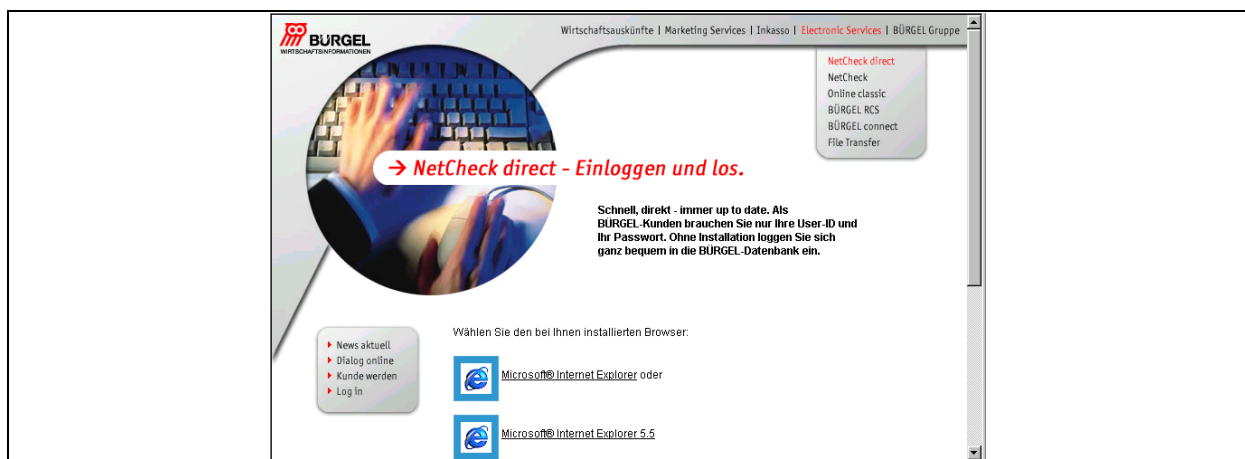 BÜRGEL
WIRTSCHAFTSINFORMATIONEN
Wirtschaftsauskünfte | Marketing Services | Inkasso | Electronic Services | BÜRGEL Gruppe
NetCheck direct
NetCheck
Online classic
BÜRGEL RCS
BÜRGEL connect
File Transfer
→ NetCheck direct - Einloggen und los.
Schnell, direkt - immer up to date. Als
BÜRGEL-Kunden brauchen Sie nur Ihre User-ID und
Ihr Passwort. Ohne Installation loggen Sie sich
ganz bequem in die BÜRGEL-Datenbank ein.
News aktuell
Dialog online
Kunde werden
Log in
Wählen Sie den bei Ihnen installierten Browser:
Microsoft® Internet Explorer oder
Microsoft® Internet Explorer 5.5